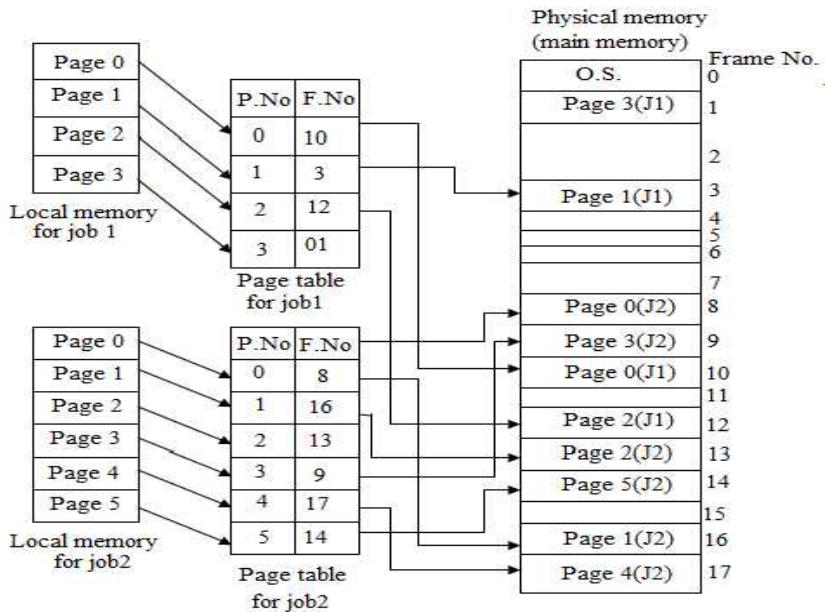 Page 0
Page 1
Page 2
Page 3
Local memory
for job 1
P.No F.No
0 10
1 3
2 12
3 01
Page table
for job1
Page 0
Page 1
Page 2
Page 3
Page 4
Page 5
Local memory
for job2
P.No F.No
0 8
1 16
2 13
3 9
4 17
5 14
Page table
for job2
Physical memory
(main memory)
Frame No.
O.S. 0
Page 3(J1) 1
2
Page 1(J1) 3
4
5
6
7
Page 0(J2) 8
Page 3(J2) 9
Page 0(J1) 10
11
Page 2(J1) 12
Page 2(J2) 13
Page 5(J2) 14
15
Page 1(J2) 16
Page 4(J2) 17